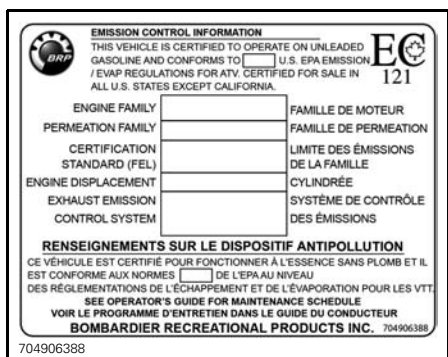 EMISSION CONTROL INFORMATION
THIS VEHICLE IS CERTIFIED TO OPERATE ON UNLEADED
GASOLINE AND CONFORMS TO U.S. EPA EMISSION
/ EVAP REGULATIONS FOR ATV. CERTIFIED FOR SALE IN
ALL U.S. STATES EXCEPT CALIFORNIA.
BRP
EC
121
ENGINE FAMILY FAMILLE DE MOTEUR
PERMEATION FAMILY FAMILLE DE PERMEATION
CERTIFICATION LIMITE DES ÉMISSIONS
STANDARD (FEL) DE LA FAMILLE
ENGINE DISPLACEMENT CYLINDRÉE
EXHAUST EMISSION SYSTÈME DE CONTRÔLE
CONTROL SYSTEM DES ÉMISSIONS
RENSEIGNEMENTS SUR LE DISPOSITIF ANTIPOLLUTION
CE VÉHICULE EST CERTIFIÉ POUR FONCTIONNER À L'ESSENCE SANS PLOMB ET IL
EST CONFORME AUX NORMES DE L'EPA AU NIVEAU
DES RÉGLEMENTATIONS DE L'ÉCHAPPEMENT ET DE L'ÉVAPORATION POUR LES VTT.
SEE OPERATOR'S GUIDE FOR MAINTENANCE SCHEDULE
VOIR LE PROGRAMME D'ENTRETIEN DANS LE GUIDE DU CONDUCTEUR
BOMBARDIER RECREATIONAL PRODUCTS INC. 704906388
704906388